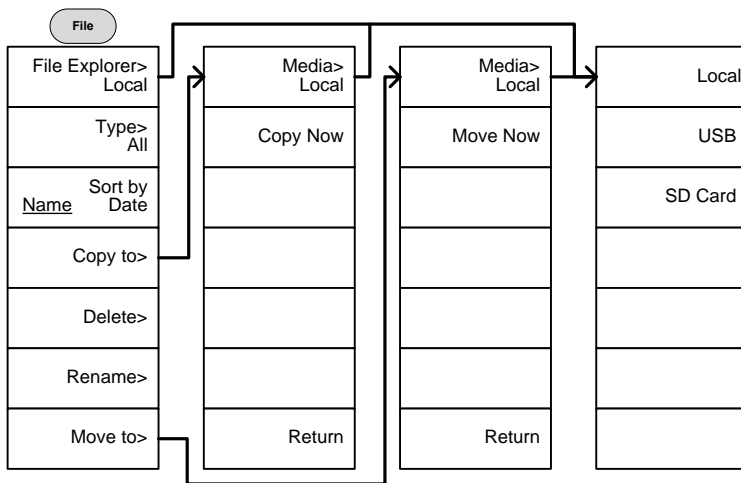 File
File Explorer>
Local
Type>
All
Sort by
Name Date
Copy to>
Delete>
Rename>
Move to>
Media>
Local
Copy Now
Return
Media>
Local
Move Now
Return
Local
USB
SD Card